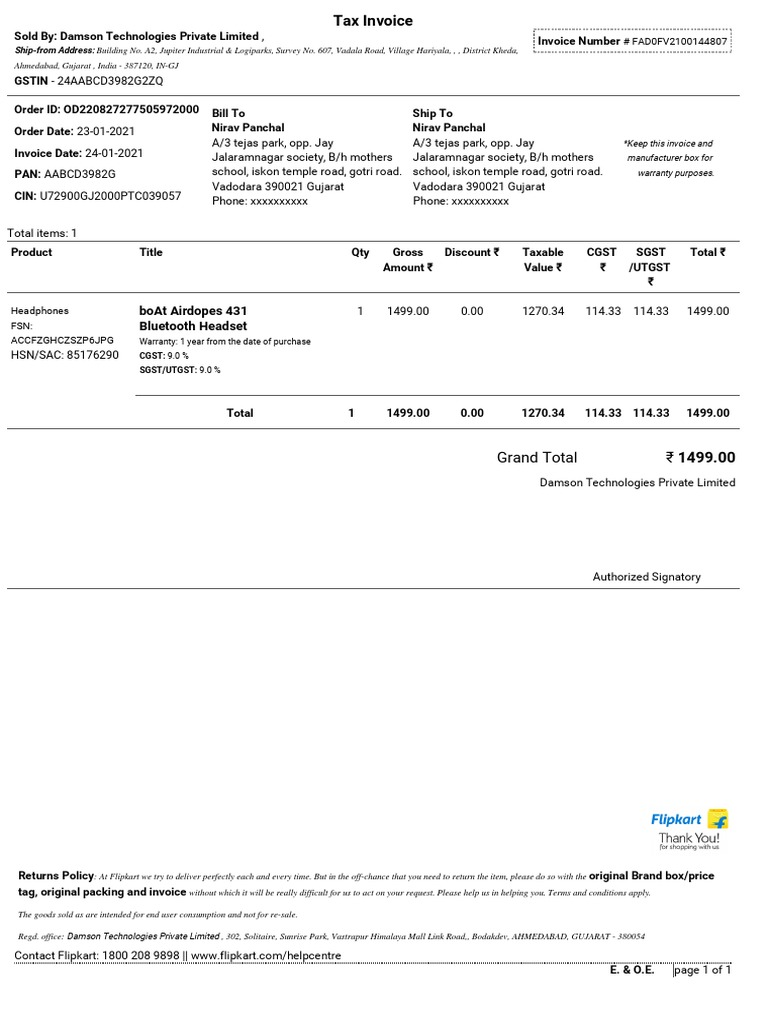 Tax Invoice
Sold By: Damson Technologies Private Limited ,
Invoice Number # FAD0FV2100144807
Ship-from Address: Building No. A2, Jupiter Industrial & Logiparks, Survey No. 607, Vadala Road, Village Hariyala, , , District Kheda,
Ahmedabad, Gujarat , India - 387120, IN-GJ
GSTIN - 24AABCD3982G2ZQ
Order ID: OD220827277505972000
Order Date: 23-01-2021
Invoice Date: 24-01-2021
PAN: AABCD3982G
CIN: U72900GJ2000PTC039057
Bill To
Nirav Panchal
A/3 tejas park, opp. Jay
Jalaramnagar society, B/h mothers
school, iskon temple road, gotri road.
Vadodara 390021 Gujarat
Phone: xxxxxxxxxx
Ship To
Nirav Panchal
A/3 tejas park, opp. Jay
Jalaramnagar society, B/h mothers
school, iskon temple road, gotri road.
Vadodara 390021 Gujarat
Phone: xxxxxxxxxx
*Keep this invoice and
manufacturer box for
warranty purposes.
Total items: 1
Product Title Qty Gross Amount ₹ Discount ₹ Taxable Value ₹ CGST ₹ SGST /UTGST ₹ Total ₹
Headphones
FSN:
ACCFZGHCZSZP6JPG
HSN/SAC: 85176290
boAt Airdopes 431
Bluetooth Headset
Warranty: 1 year from the date of purchase
CGST: 9.0 %
SGST/UTGST: 9.0 %
1 1499.00 0.00 1270.34 114.33 114.33 1499.00
Total 1 1499.00 0.00 1270.34 114.33 114.33 1499.00
Grand Total ₹ 1499.00
Damson Technologies Private Limited
Authorized Signatory
Flipkart
Thank You!
for shopping with us
Returns Policy: At Flipkart we try to deliver perfectly each and every time. But in the off-chance that you need to return the item, please do so with the original Brand box/price
tag, original packing and invoice without which it will be really difficult for us to act on your request. Please help us in helping you. Terms and conditions apply.
The goods sold as are intended for end user consumption and not for re-sale.
Regd. office: Damson Technologies Private Limited , 302, Solitaire, Sunrise Park, Vastrapur Himalaya Mall Link Road,, Bodakdev, AHMEDABAD, GUJARAT - 380054
Contact Flipkart: 1800 208 9898 || www.flipkart.com/helpcentre
E. & O.E. page 1 of 1